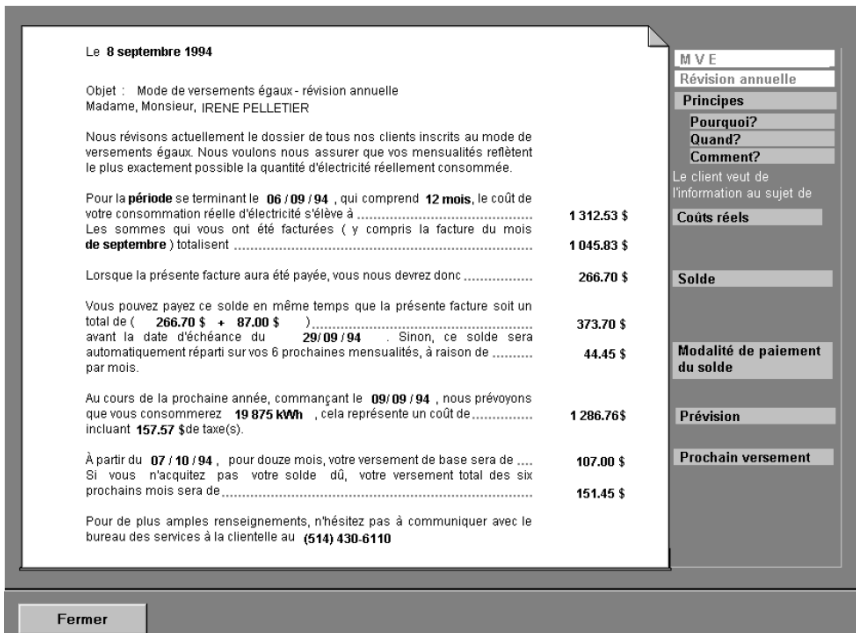 Le 8 septembre 1994
Objet : Mode de versements égaux - révision annuelle
Madame, Monsieur, IRENE PELLETIER
Nous révisons actuellement le dossier de tous nos clients inscrits au mode de
versements égaux. Nous voulons nous assurer que vos mensualités reflètent
le plus exactement possible la quantité d'électricité réellement consommée.
Pour la période se terminant le 06 / 09 / 94 , qui comprend 12 mois, le coût de
votre consommation réelle d'électricité s'élève à ........ 1 312.53 $
Les sommes qui vous ont été facturées ( y compris la facture du mois
de septembre ) totalisent ........ 1 045.83 $
Lorsque la présente facture aura été payée, vous nous devrez donc ........ 266.70 $
Vous pouvez payez ce solde en même temps que la présente facture soit un
total de ( 266.70 $ + 87.00 $ ) ........ 373.70 $
avant la date d'échéance du 29/ 09 / 94 . Sinon, ce solde sera
automatiquement réparti sur vos 6 prochaines mensualités, à raison de ........ 44.45 $
par mois.
Au cours de la prochaine année, commançant le 09/ 09 / 94 , nous prévoyons
que vous consommerez 19 875 kWh , cela représente un coût de ........ 1 286.76$
incluant 157.57 $de taxe(s).
À partir du 07 / 10 / 94 , pour douze mois, votre versement de base sera de .... 107.00 $
Si vous n'acquitez pas votre solde dû, votre versement total des six
prochains mois sera de ........ 151.45 $
Pour de plus amples renseignements, n'hésitez pas à communiquer avec le
bureau des services à la clientelle au (514) 430-6110
M V E
Révision annuelle
Principes
Pourquoi?
Quand?
Comment?
Le client veut de
l'information au sujet de
Coûts réels
Solde
Modalité de paiement
du solde
Prévision
Prochain versement
Fermer